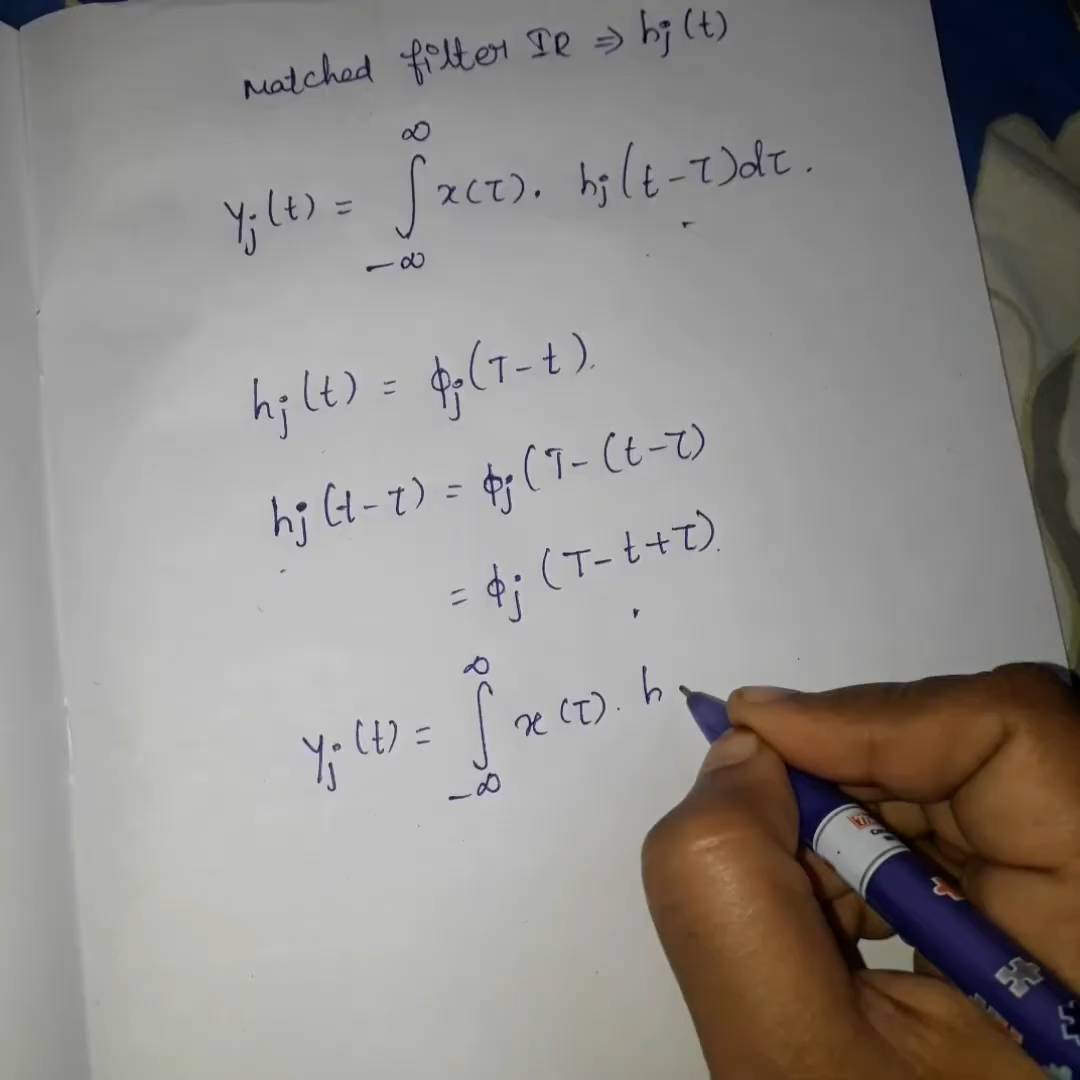 Matched filter IR ⇒ hj(t)
yj(t) = ∫_{-∞}^{∞} x(τ). hj(t-τ)dτ.
hj(t) = ϕj(T-t).
hj(t-τ) = ϕj(T-(t-τ)
= ϕj(T-t+τ).
yj(t) = ∫_{-∞}^{∞} x(τ). h